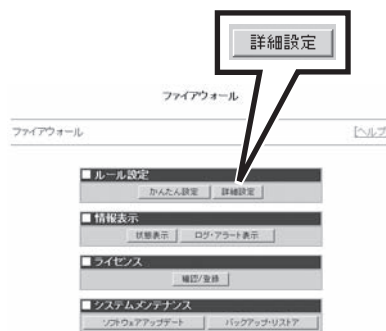 詳細設定
ファイアウォール
ファイアウォール [ヘルプ
■ ルール設定
かんたん設定 詳細設定
■ 情報表示
状態表示 ログ・アラート表示
■ ライセンス
確認/登録
■ システムメンテナンス
ソフトウェアアップデート バックアップ・リストア